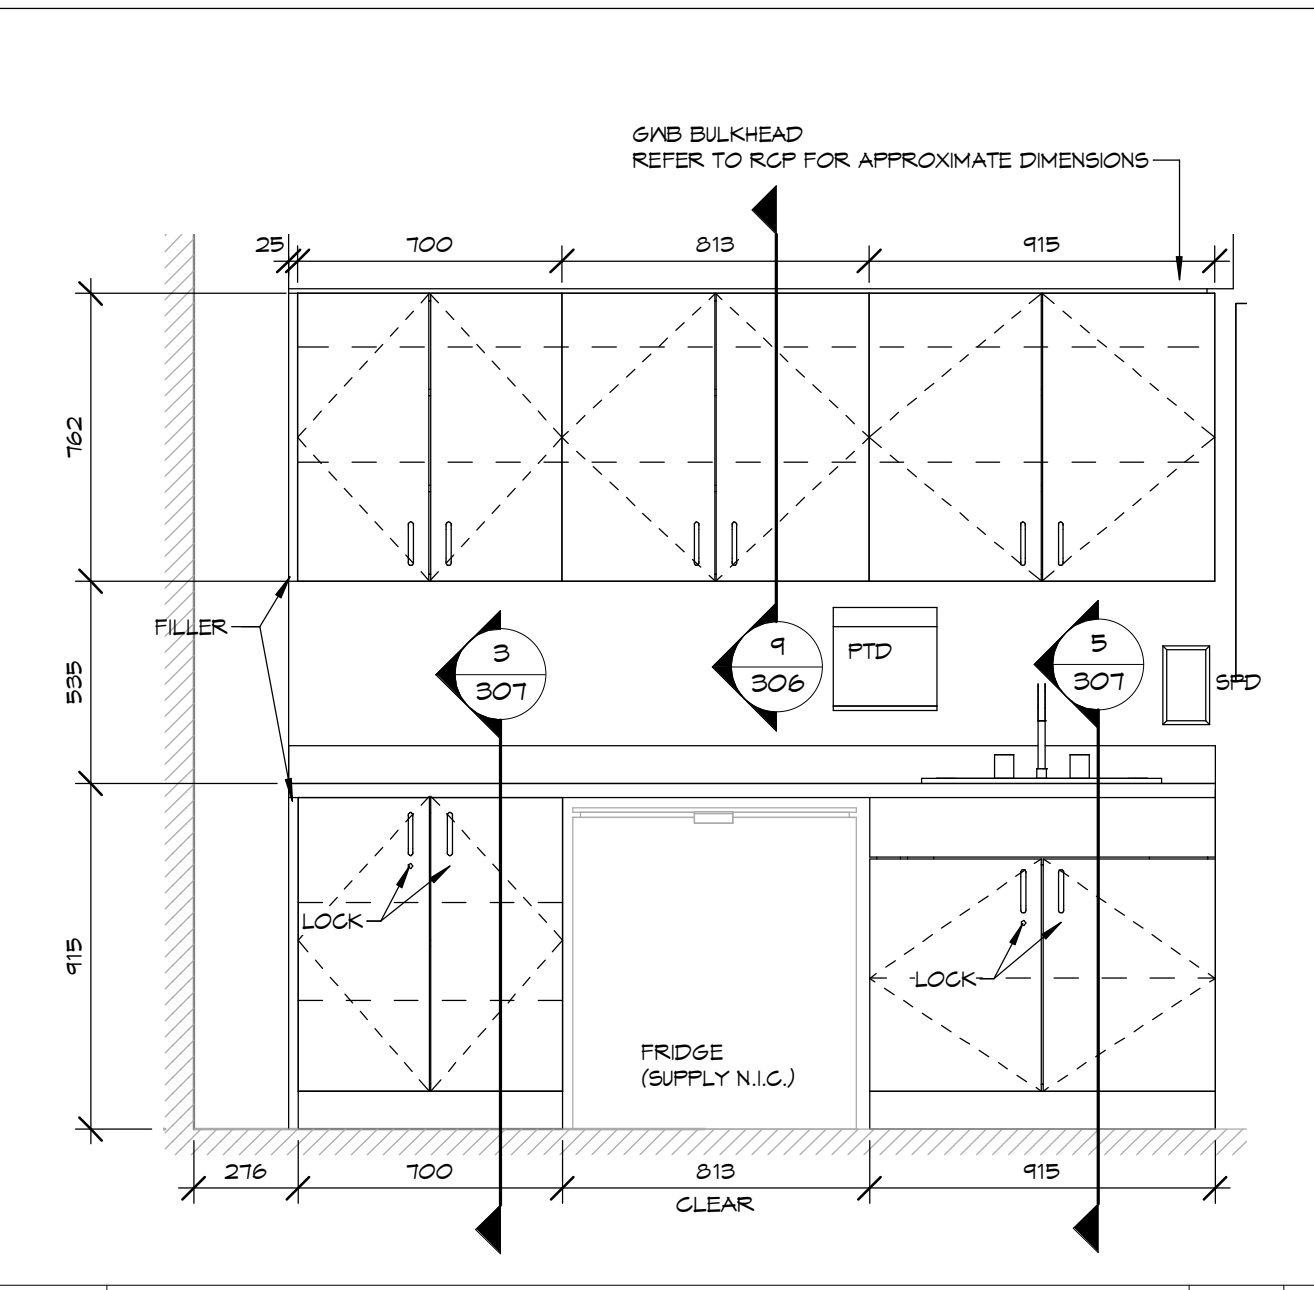 GWB BULKHEAD
REFER TO RCP FOR APPROXIMATE DIMENSIONS
25 700 813 915
762
FILLER
535
3
307
9
306
PTD
5
307
SPD
915
LOCK
LOCK
FRIDGE
(SUPPLY N.I.C.)
276 700 813 915
CLEAR